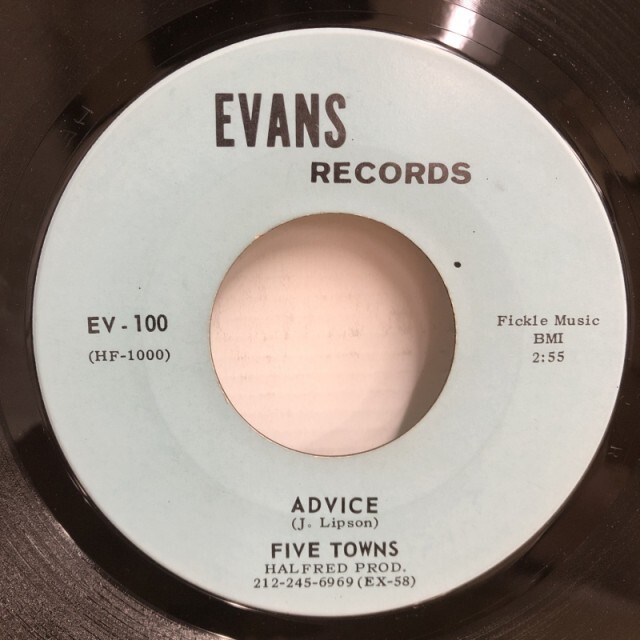 EVANS
RECORDS
EV - 100
(HF-1000)
Fickle Music
BMI
2:55
ADVICE
(J. Lipson)
FIVE TOWNS
HALFRED PROD.
212-245-6969 (EX-58)